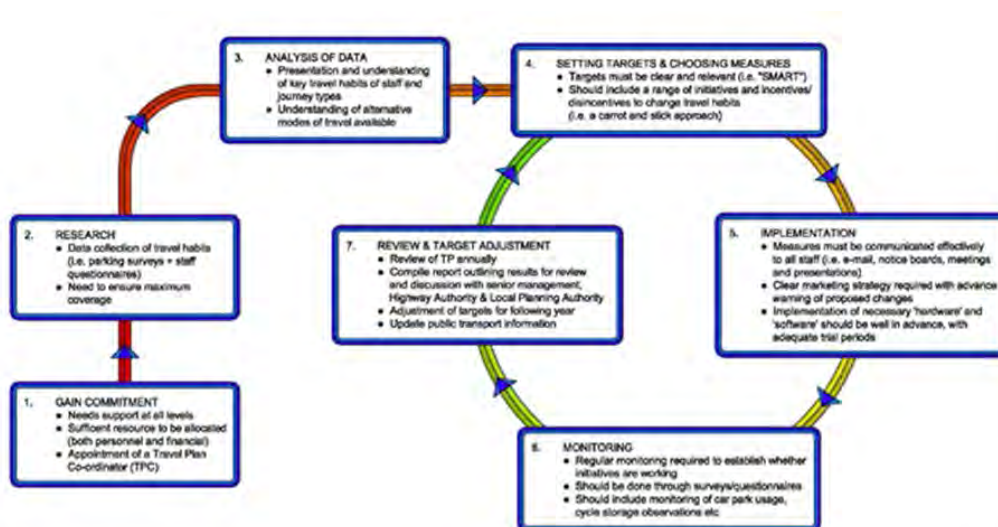 1. GAIN COMMITMENT
● Needs support at all levels
● Sufficent resource to be allocated
(both personnel and financial)
● Appointment of a Travel Plan
Co-ordinator (TPC)
2. RESEARCH
● Data collection of travel habits
(i.e. parking surveys + staff
questionnaires)
● Need to ensure maximum
coverage
3. ANALYSIS OF DATA
● Presentation and understanding
of key travel habits of staff and
journey types
● Understanding of alternative
modes of travel available
4. SETTING TARGETS & CHOOSING MEASURES
● Targets must be clear and relevant (i.e. "SMART")
● Should include a range of initiatives and incentives/
disincentives to change travel habits
(i.e. a carrot and stick approach)
5. IMPLEMENTATION
● Measures must be communicated effectively
to all staff (i.e. e-mail, notice boards, meetings
and presentations)
● Clear marketing strategy required with advance
warning of proposed changes
● Implementation of necessary 'hardware' and
'software' should be well in advance, with
adequate trial periods
6. MONITORING
● Regular monitoring required to establish whether
initiatives are working
● Should be done through surveys/questionnaires
● Should include monitoring of car park usage,
cycle storage observations etc
7. REVIEW & TARGET ADJUSTMENT
● Review of TP annually
● Compile report outlining results for review
and discussion with senior management,
Highway Authority & Local Planning Authority
● Adjustment of targets for following year
● Update public transport information